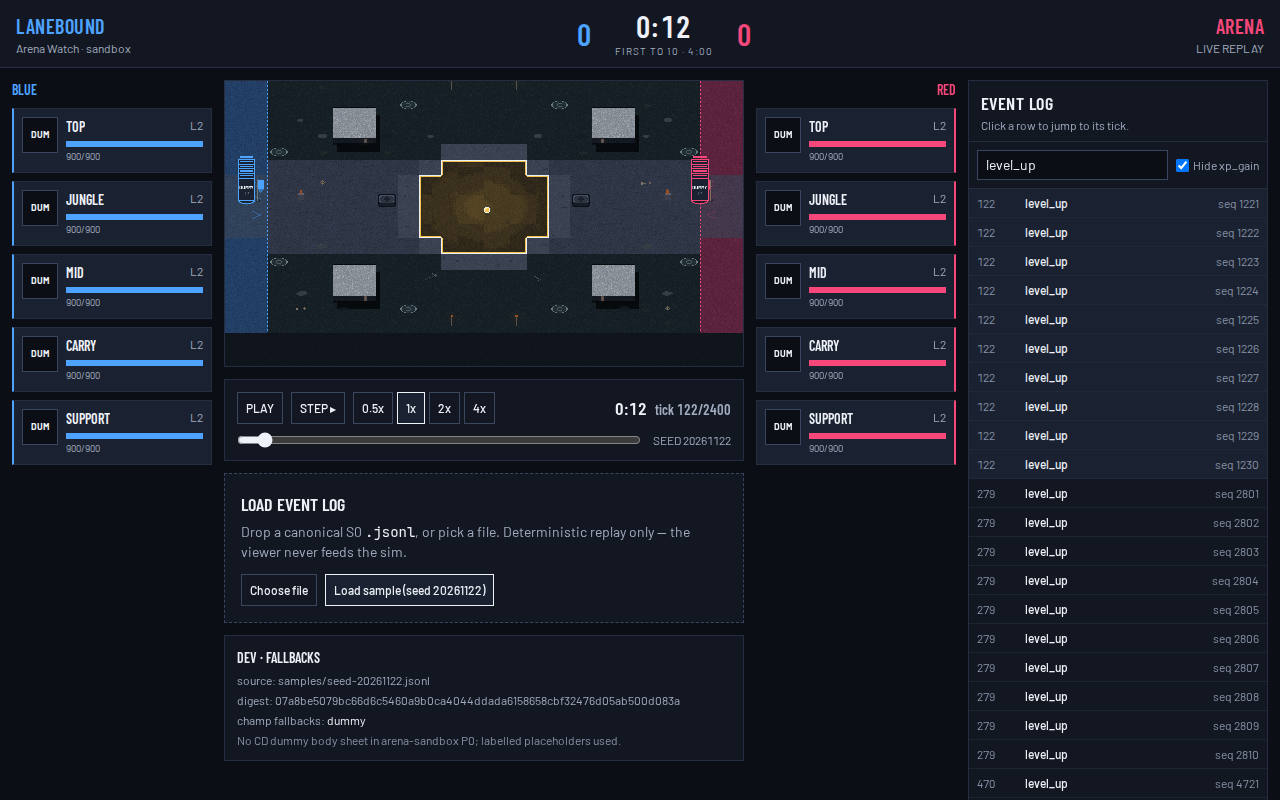 LANEBOUND
Arena Watch · sandbox
0 0:12 0
FIRST TO 10 · 4:00
ARENA
LIVE REPLAY
BLUE
DUM TOP L2
900/900
DUM JUNGLE L2
900/900
DUM MID L2
900/900
DUM CARRY L2
900/900
DUM SUPPORT L2
900/900
PLAY STEP ▸ 0.5x 1x 2x 4x 0:12 tick 122/2400
SEED 20261122
LOAD EVENT LOG
Drop a canonical S0 .jsonl, or pick a file. Deterministic replay only — the
viewer never feeds the sim.
Choose file Load sample (seed 20261122)
DEV · FALLBACKS
source: samples/seed-20261122.jsonl
digest: 07a8be5079bc66d6c5460a9b0ca4044ddada6158658cbf32476d05ab500d083a
champ fallbacks: dummy
No CD dummy body sheet in arena-sandbox P0; labelled placeholders used.
RED
DUM TOP L2
900/900
DUM JUNGLE L2
900/900
DUM MID L2
900/900
DUM CARRY L2
900/900
DUM SUPPORT L2
900/900
EVENT LOG
Click a row to jump to its tick.
level_up Hide xp_gain
122 level_up seq 1221
122 level_up seq 1222
122 level_up seq 1223
122 level_up seq 1224
122 level_up seq 1225
122 level_up seq 1226
122 level_up seq 1227
122 level_up seq 1228
122 level_up seq 1229
122 level_up seq 1230
279 level_up seq 2801
279 level_up seq 2802
279 level_up seq 2803
279 level_up seq 2804
279 level_up seq 2805
279 level_up seq 2806
279 level_up seq 2807
279 level_up seq 2808
279 level_up seq 2809
279 level_up seq 2810
470 level_up seq 4721